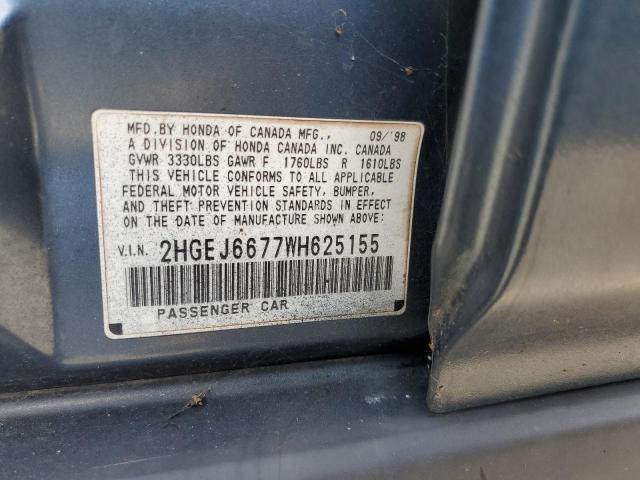 MFD.BY HONDA OF CANADA MFG., 09/'98
A DIVISION OF HONDA CANADA INC. CANADA
GVWR 3330LBS GAWR F 1760LBS R 1610LBS
THIS VEHICLE CONFORMS TO ALL APPLICABLE
FEDERAL MOTOR VEHICLE SAFETY, BUMPER,
AND THEFT PREVENTION STANDARDS IN EFFECT
ON THE DATE OF MANUFACTURE SHOWN ABOVE:
V.I.N. 2HGEJ6677WH625155
PASSENGER CAR